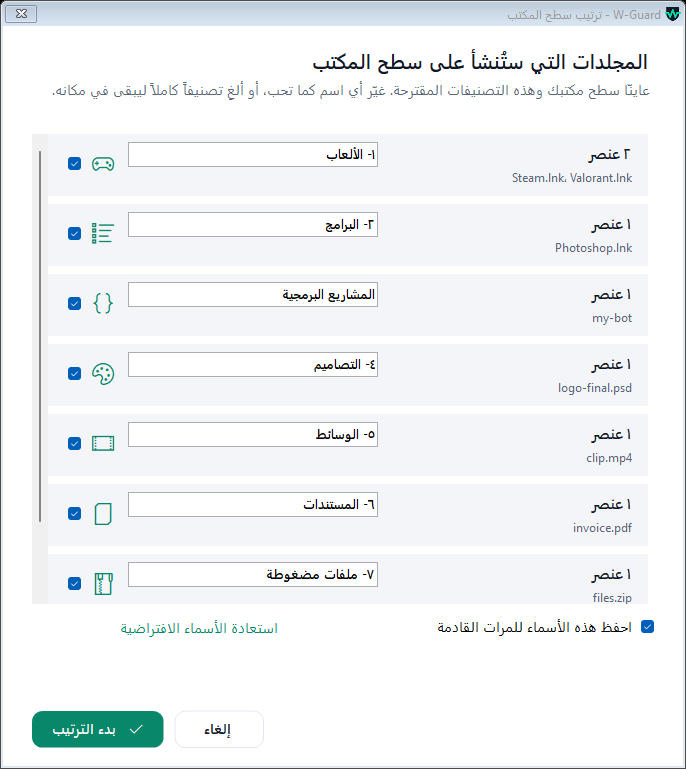 W-Guard - ترتيب سطح المكتب
المجلدات التي ستُنشأ على سطح المكتب
عاينّا سطح مكتبك وهذه التصنيفات المقترحة. غيّر أي اسم كما تحب، أو ألغِ تصنيفاً كاملاً ليبقى في مكانه.
٢ عنصر
Steam.lnk، Valorant.lnk
١- الألعاب
١ عنصر
Photoshop.lnk
٢- البرامج
١ عنصر
my-bot
المشاريع البرمجية
١ عنصر
logo-final.psd
٤- التصاميم
١ عنصر
clip.mp4
٥- الوسائط
١ عنصر
invoice.pdf
٦- المستندات
١ عنصر
files.zip
٧- ملفات مضغوطة
احفظ هذه الأسماء للمرات القادمة
استعادة الأسماء الافتراضية
إلغاء
بدء الترتيب